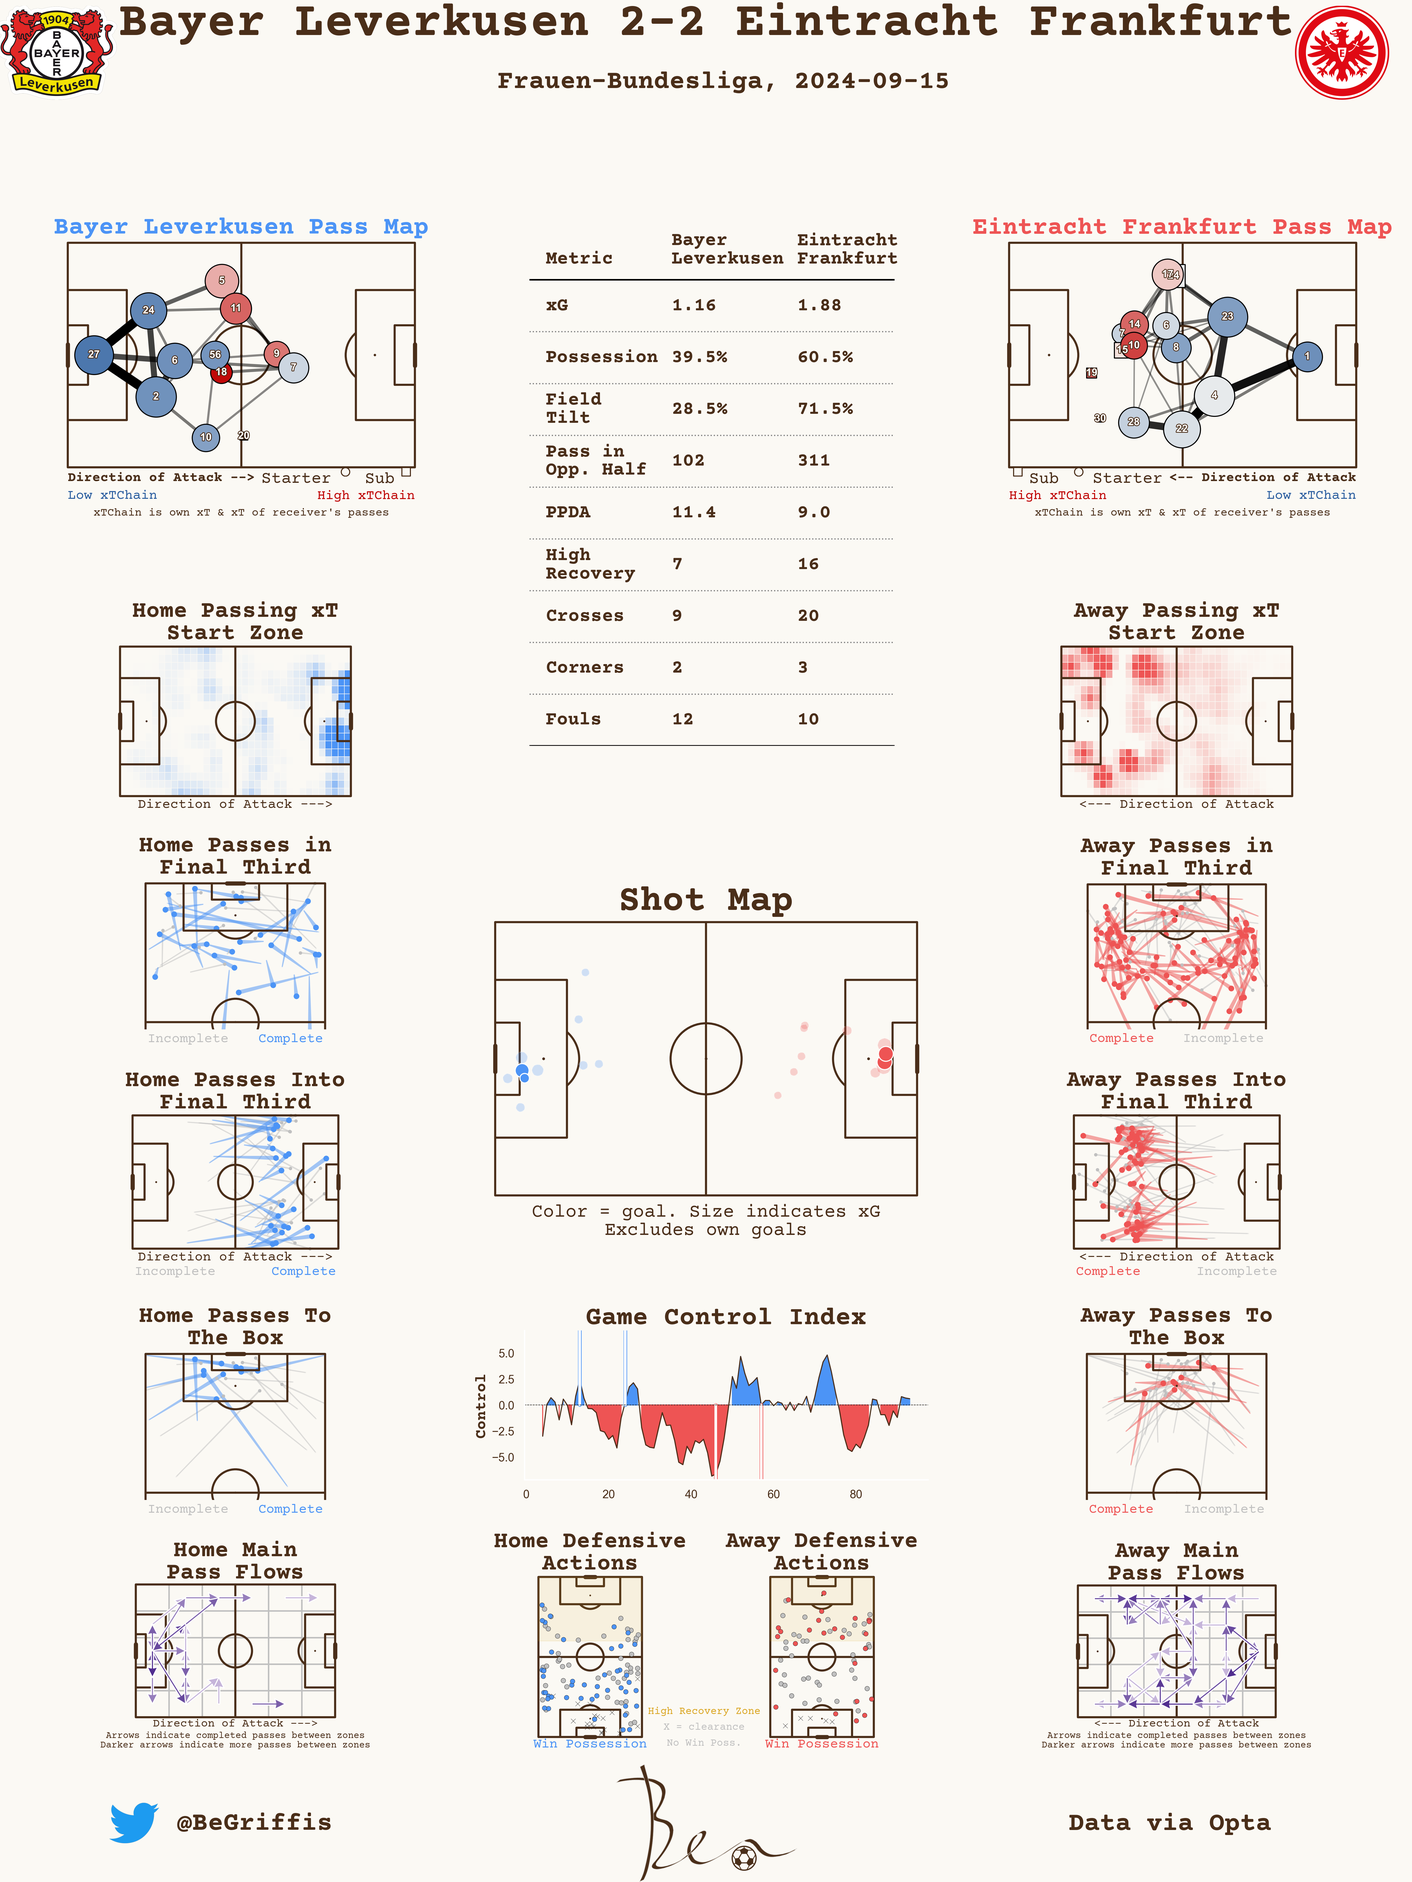 Bayer Leverkusen 2-2 Eintracht Frankfurt
Frauen-Bundesliga, 2024-09-15
1904
BAYER
BAYER
Leverkusen
Bayer Leverkusen Pass Map
5
24
11
27
6
56
9
7
18
2
10
20
Direction of Attack --> Starter Sub
Low xTChain High xTChain
xTChain is own xT & xT of receiver's passes
Metric Bayer Leverkusen Eintracht Frankfurt
xG 1.16 1.88
Possession 39.5% 60.5%
Field Tilt 28.5% 71.5%
Pass in Opp. Half 102 311
PPDA 11.4 9.0
High Recovery 7 16
Crosses 9 20
Corners 2 3
Fouls 12 10
Eintracht Frankfurt Pass Map
17
24
23
14
6
7
10
15
8
1
19
4
30
28
22
Sub Starter <-- Direction of Attack
High xTChain Low xTChain
xTChain is own xT & xT of receiver's passes
Home Passing xT
Start Zone
Direction of Attack --->
Away Passing xT
Start Zone
<--- Direction of Attack
Home Passes in
Final Third
Incomplete Complete
Away Passes in
Final Third
Complete Incomplete
Shot Map
Color = goal. Size indicates xG
Excludes own goals
Home Passes Into
Final Third
Direction of Attack --->
Incomplete Complete
Away Passes Into
Final Third
<--- Direction of Attack
Complete Incomplete
Home Passes To
The Box
Incomplete Complete
Game Control Index
Control
5.0
2.5
0.0
−2.5
−5.0
0 20 40 60 80
Away Passes To
The Box
Complete Incomplete
Home Main
Pass Flows
Direction of Attack --->
Arrows indicate completed passes between zones
Darker arrows indicate more passes between zones
Home Defensive
Actions
Win Possession
High Recovery Zone
X = clearance
No Win Poss.
Away Defensive
Actions
Win Possession
Away Main
Pass Flows
<--- Direction of Attack
Arrows indicate completed passes between zones
Darker arrows indicate more passes between zones
@BeGriffis
Ben
Data via Opta